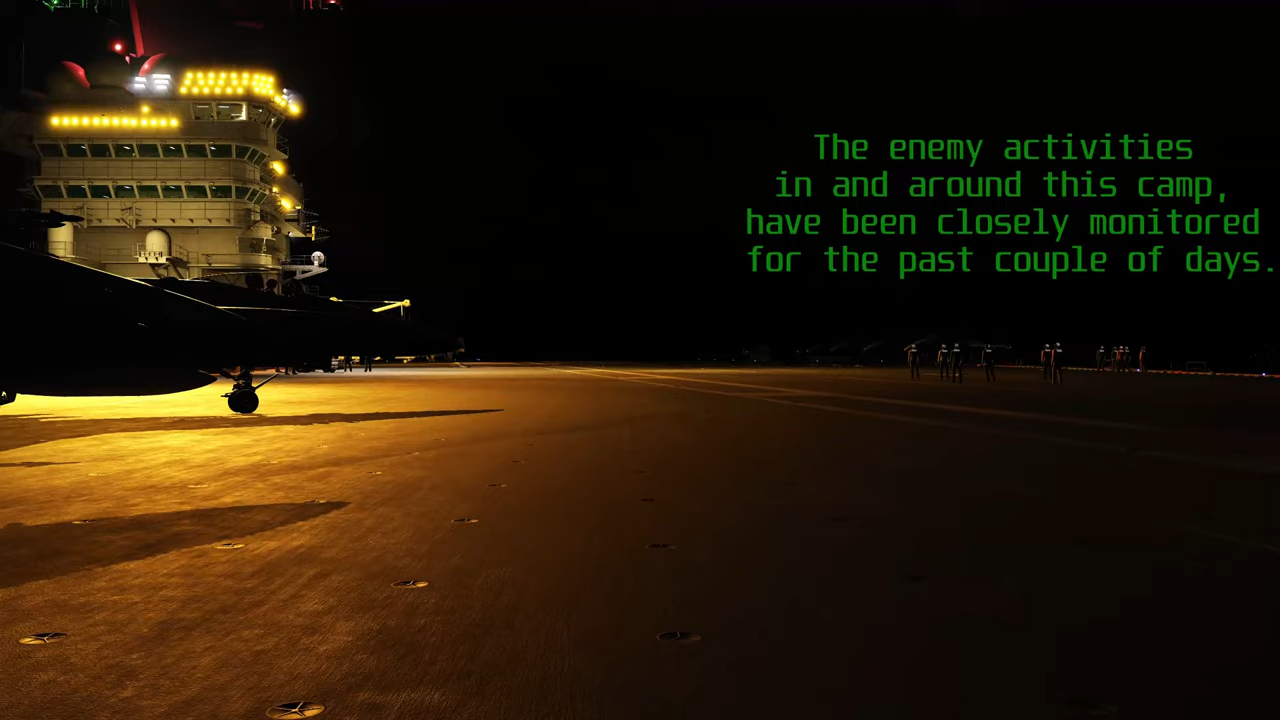 The enemy activities
in and around this camp,
have been closely monitored
for the past couple of days.